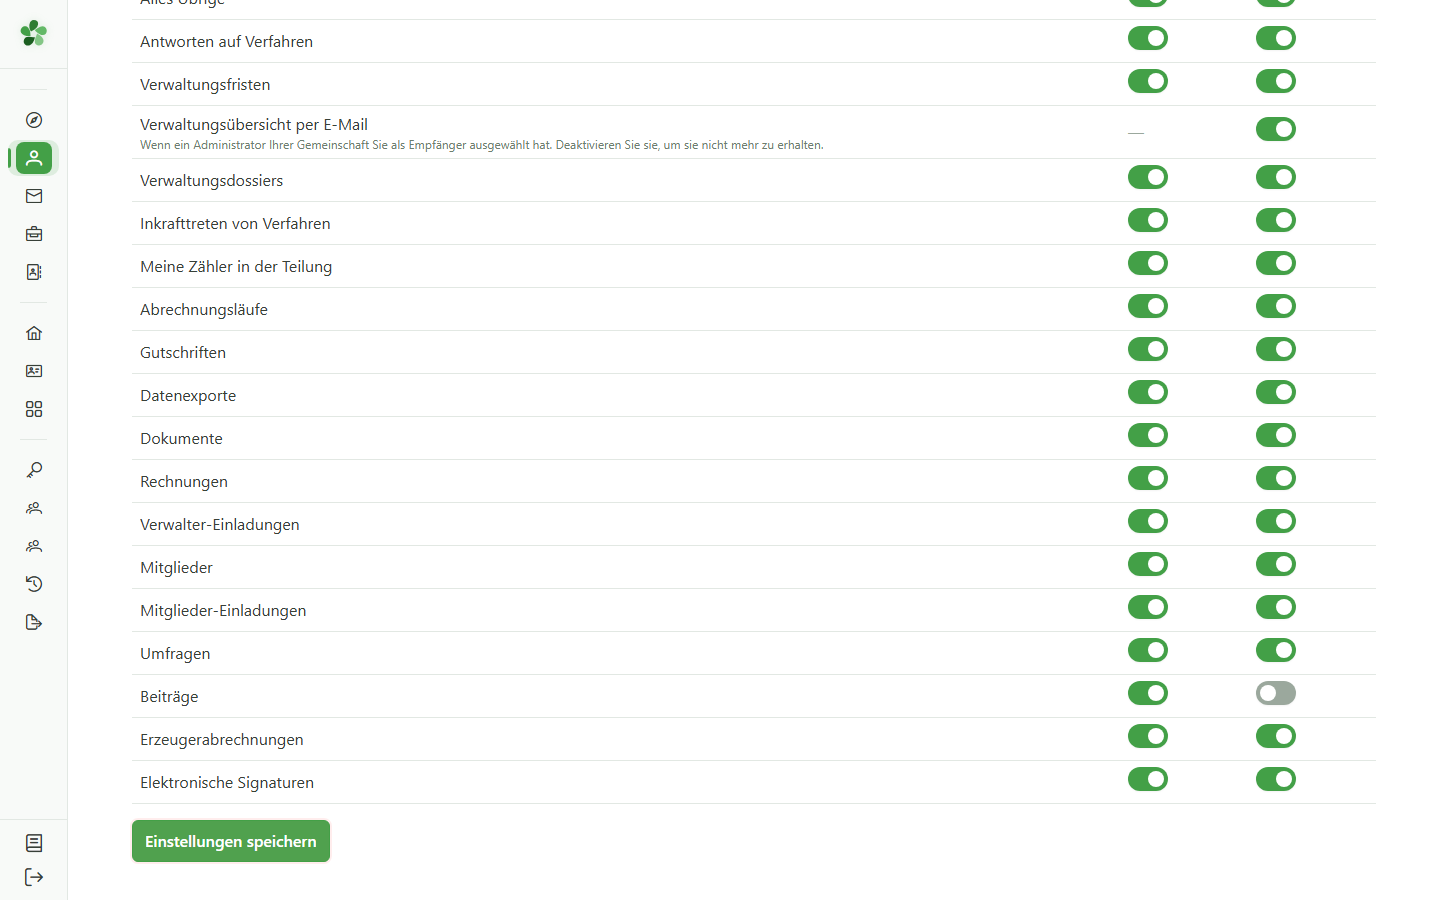 Alles Übrige
Antworten auf Verfahren
Verwaltungsfristen
Verwaltungsübersicht per E-Mail
—
Wenn ein Administrator Ihrer Gemeinschaft Sie als Empfänger ausgewählt hat. Deaktivieren Sie sie, um sie nicht mehr zu erhalten.
Verwaltungsdossiers
Inkrafttreten von Verfahren
Meine Zähler in der Teilung
Abrechnungsläufe
Gutschriften
Datenexporte
Dokumente
Rechnungen
Verwalter-Einladungen
Mitglieder
Mitglieder-Einladungen
Umfragen
Beiträge
Erzeugerabrechnungen
Elektronische Signaturen
Einstellungen speichern